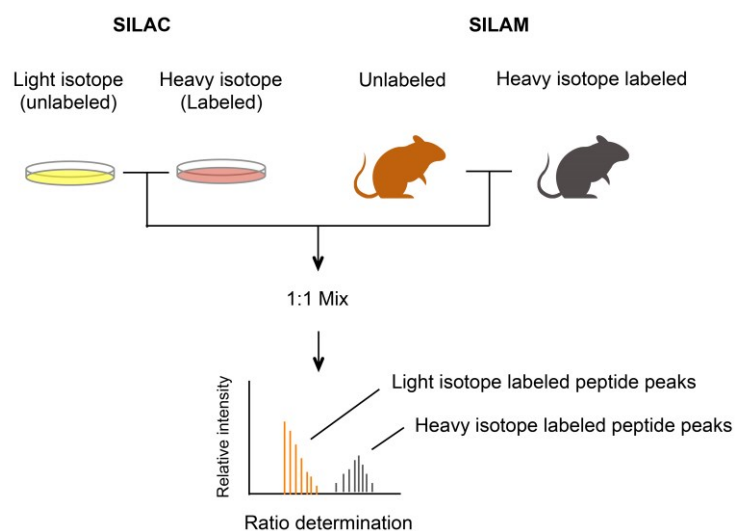 SILAC
SILAM
Light isotope
(unlabeled)
Heavy isotope
(Labeled)
Unlabeled
Heavy isotope labeled
1:1 Mix
Light isotope labeled peptide peaks
Heavy isotope labeled peptide peaks
Relative intensity
Ratio determination